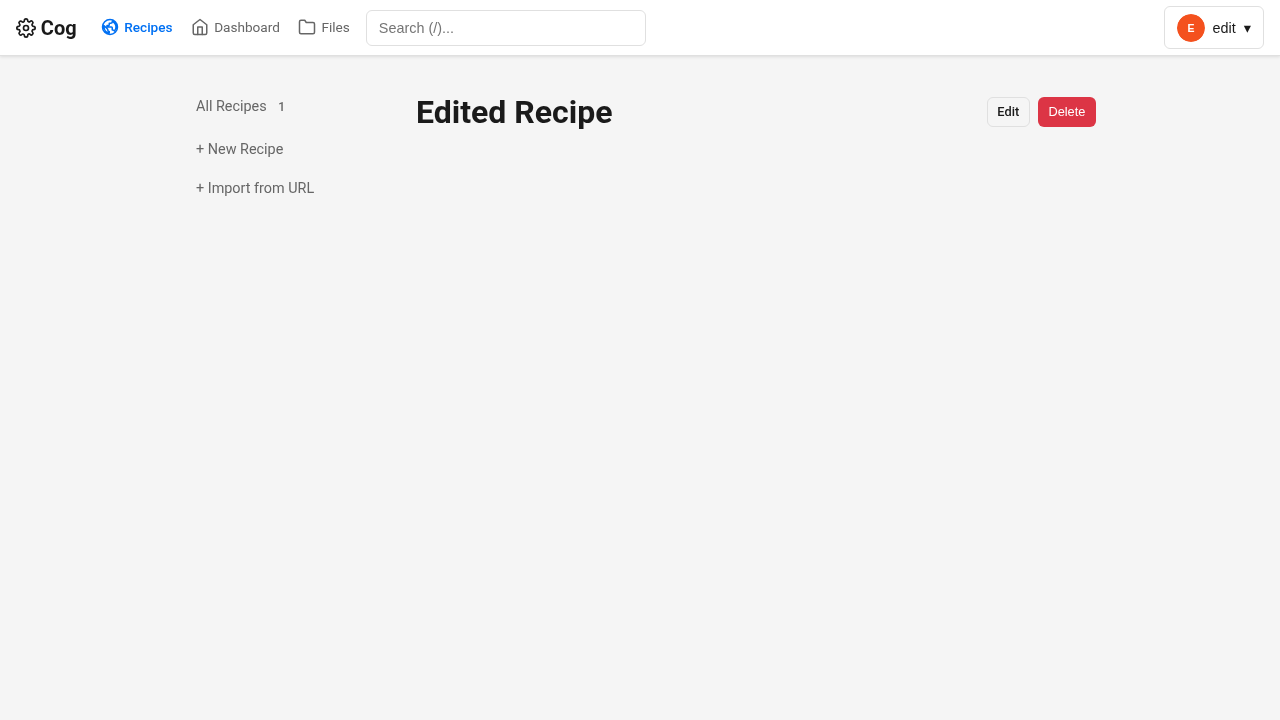 Cog
Recipes
Dashboard
Files
Search (/)...
E
edit ▾
All Recipes 1
+ New Recipe
+ Import from URL
Edited Recipe
Edit
Delete